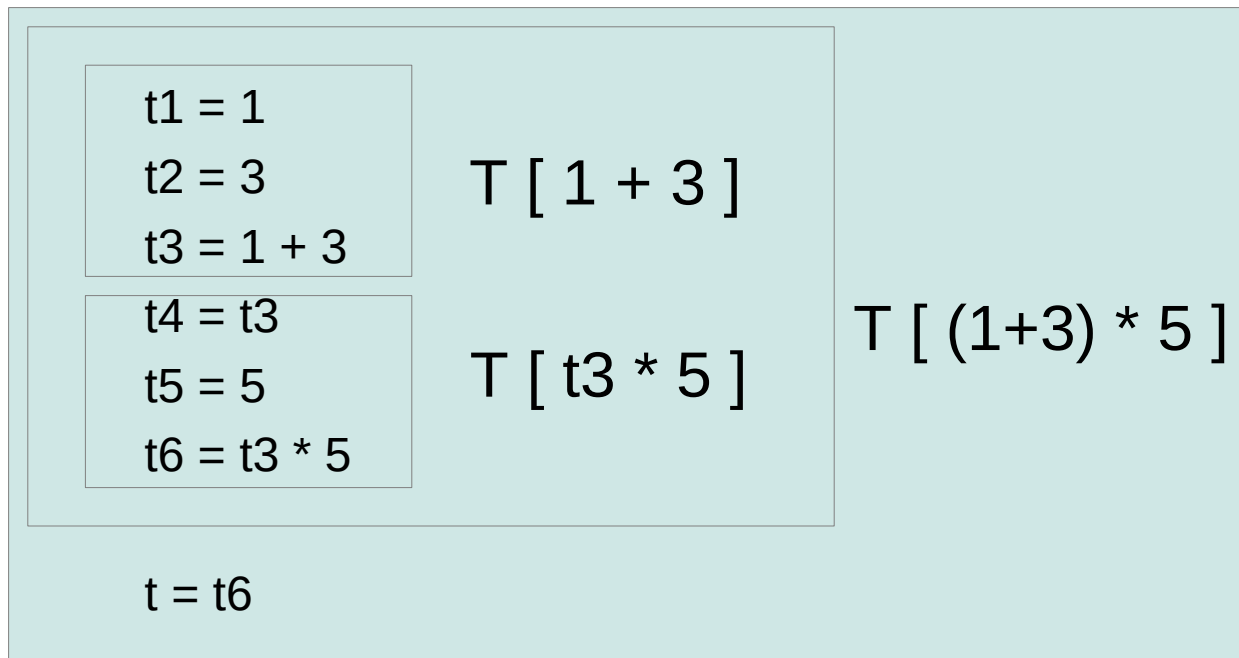 t1 = 1
t2 = 3
t3 = 1 + 3
T [ 1 + 3 ]
t4 = t3
t5 = 5
t6 = t3 * 5
T [ t3 * 5 ]
T [ (1+3) * 5 ]
t = t6